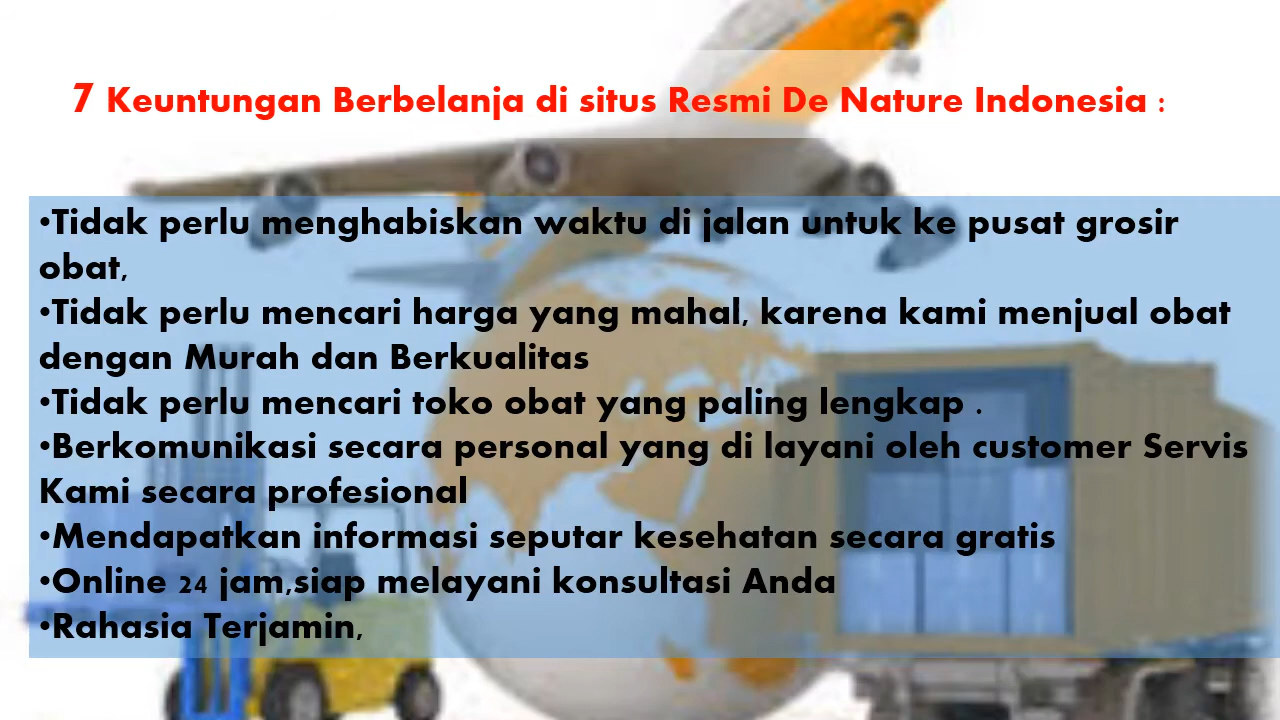 7 Keuntungan Berbelanja di situs Resmi De Nature Indonesia :
•Tidak perlu menghabiskan waktu di jalan untuk ke pusat grosir
obat,
•Tidak perlu mencari harga yang mahal, karena kami menjual obat
dengan Murah dan Berkualitas
•Tidak perlu mencari toko obat yang paling lengkap .
•Berkomunikasi secara personal yang di layani oleh customer Servis
Kami secara profesional
•Mendapatkan informasi seputar kesehatan secara gratis
•Online 24 jam,siap melayani konsultasi Anda
•Rahasia Terjamin,